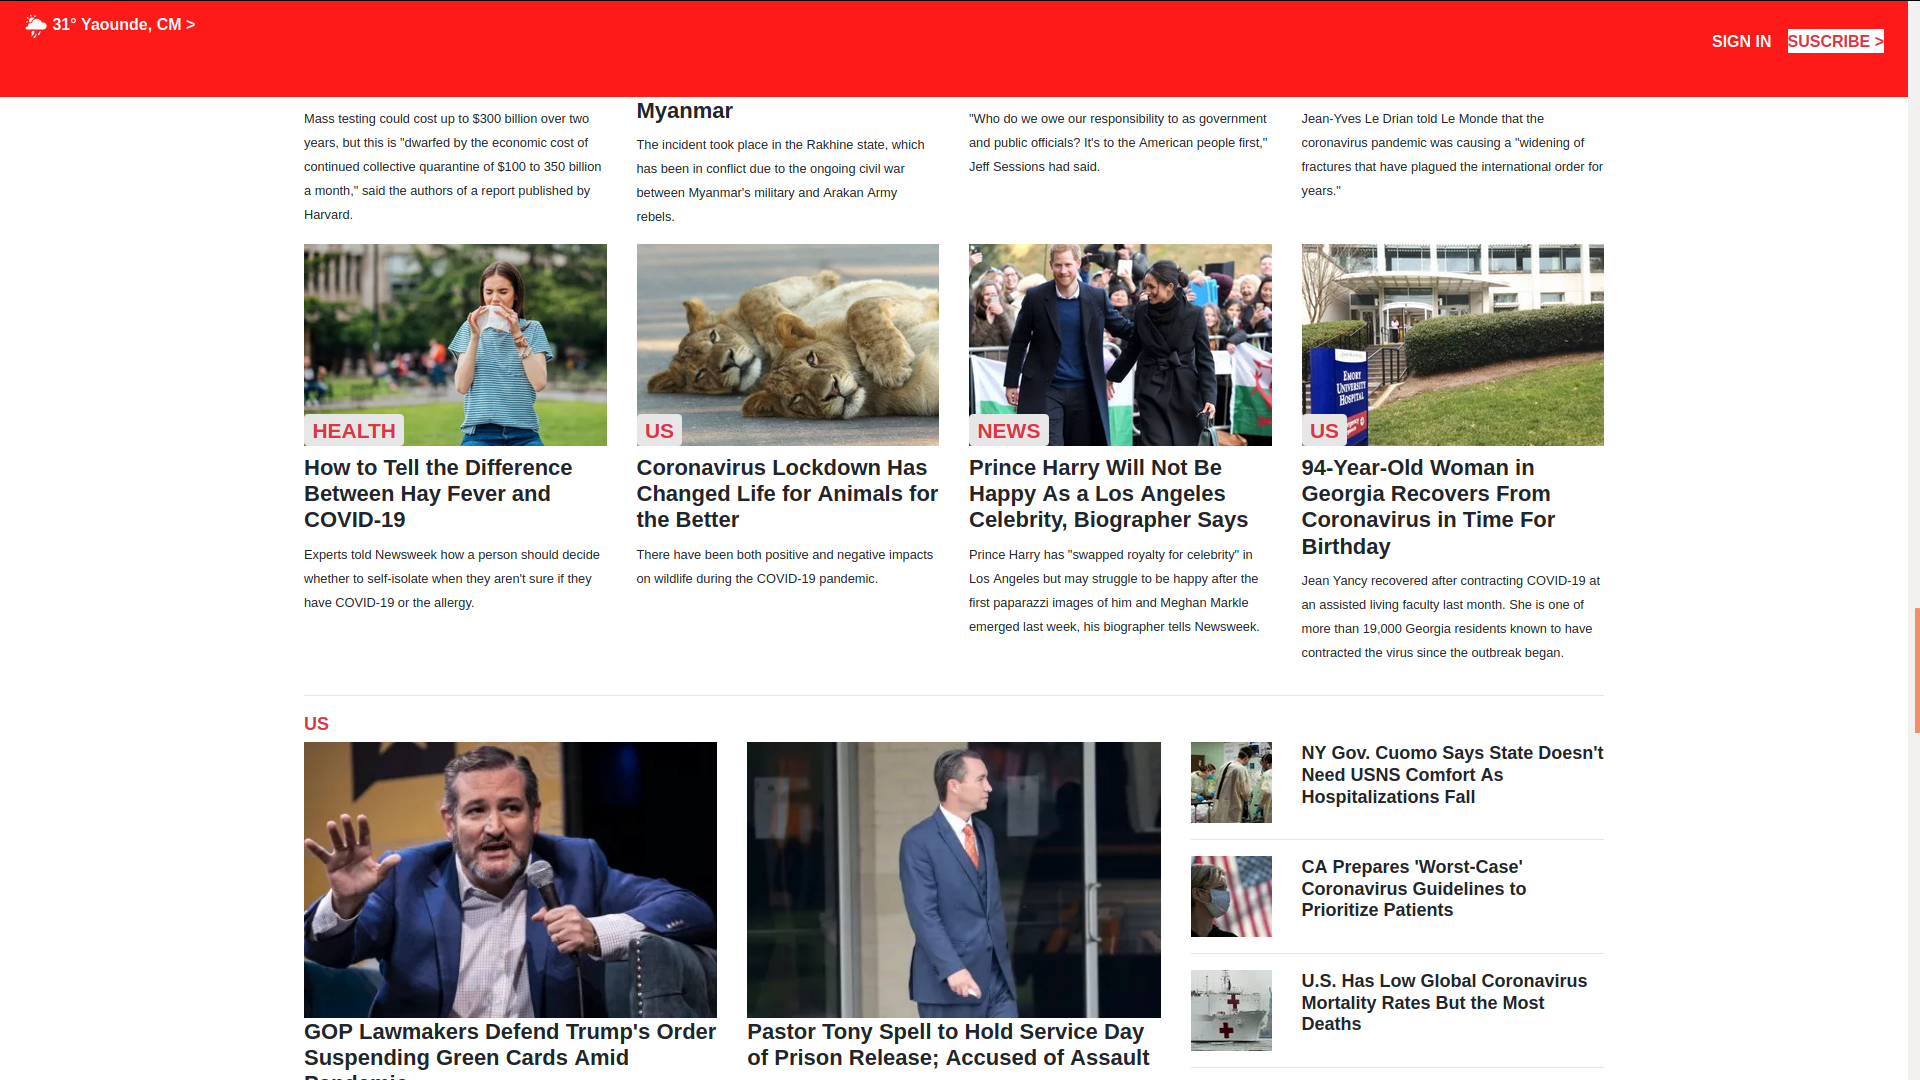 31° Yaounde, CM >
SIGN IN
SUSCRIBE >
Mass testing could cost up to $300 billion over two
years, but this is "dwarfed by the economic cost of
continued collective quarantine of $100 to 350 billion
a month," said the authors of a report published by
Harvard.
Myanmar
The incident took place in the Rakhine state, which
has been in conflict due to the ongoing civil war
between Myanmar's military and Arakan Army
rebels.
"Who do we owe our responsibility to as government
and public officials? It's to the American people first,"
Jeff Sessions had said.
Jean-Yves Le Drian told Le Monde that the
coronavirus pandemic was causing a "widening of
fractures that have plagued the international order for
years."
HEALTH
How to Tell the Difference
Between Hay Fever and
COVID-19
Experts told Newsweek how a person should decide
whether to self-isolate when they aren't sure if they
have COVID-19 or the allergy.
US
Coronavirus Lockdown Has
Changed Life for Animals for
the Better
There have been both positive and negative impacts
on wildlife during the COVID-19 pandemic.
NEWS
Prince Harry Will Not Be
Happy As a Los Angeles
Celebrity, Biographer Says
Prince Harry has "swapped royalty for celebrity" in
Los Angeles but may struggle to be happy after the
first paparazzi images of him and Meghan Markle
emerged last week, his biographer tells Newsweek.
EMORY
UNIVERSITY
HOSPITAL
US
94-Year-Old Woman in
Georgia Recovers From
Coronavirus in Time For
Birthday
Jean Yancy recovered after contracting COVID-19 at
an assisted living faculty last month. She is one of
more than 19,000 Georgia residents known to have
contracted the virus since the outbreak began.
US
GOP Lawmakers Defend Trump's Order
Suspending Green Cards Amid
Pandemic
Pastor Tony Spell to Hold Service Day
of Prison Release; Accused of Assault
NY Gov. Cuomo Says State Doesn't
Need USNS Comfort As
Hospitalizations Fall
CA Prepares 'Worst-Case'
Coronavirus Guidelines to
Prioritize Patients
U.S. Has Low Global Coronavirus
Mortality Rates But the Most
Deaths